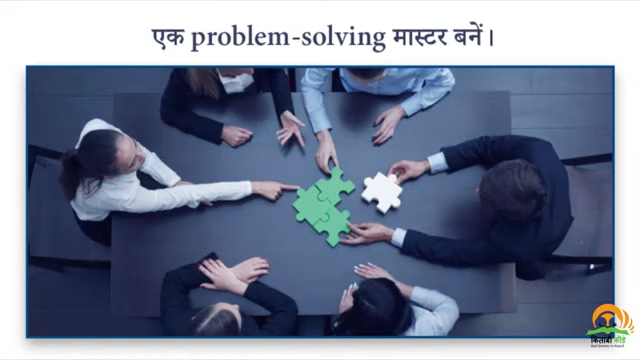 एक problem-solving मास्टर बनें।
किताबी कीड़े